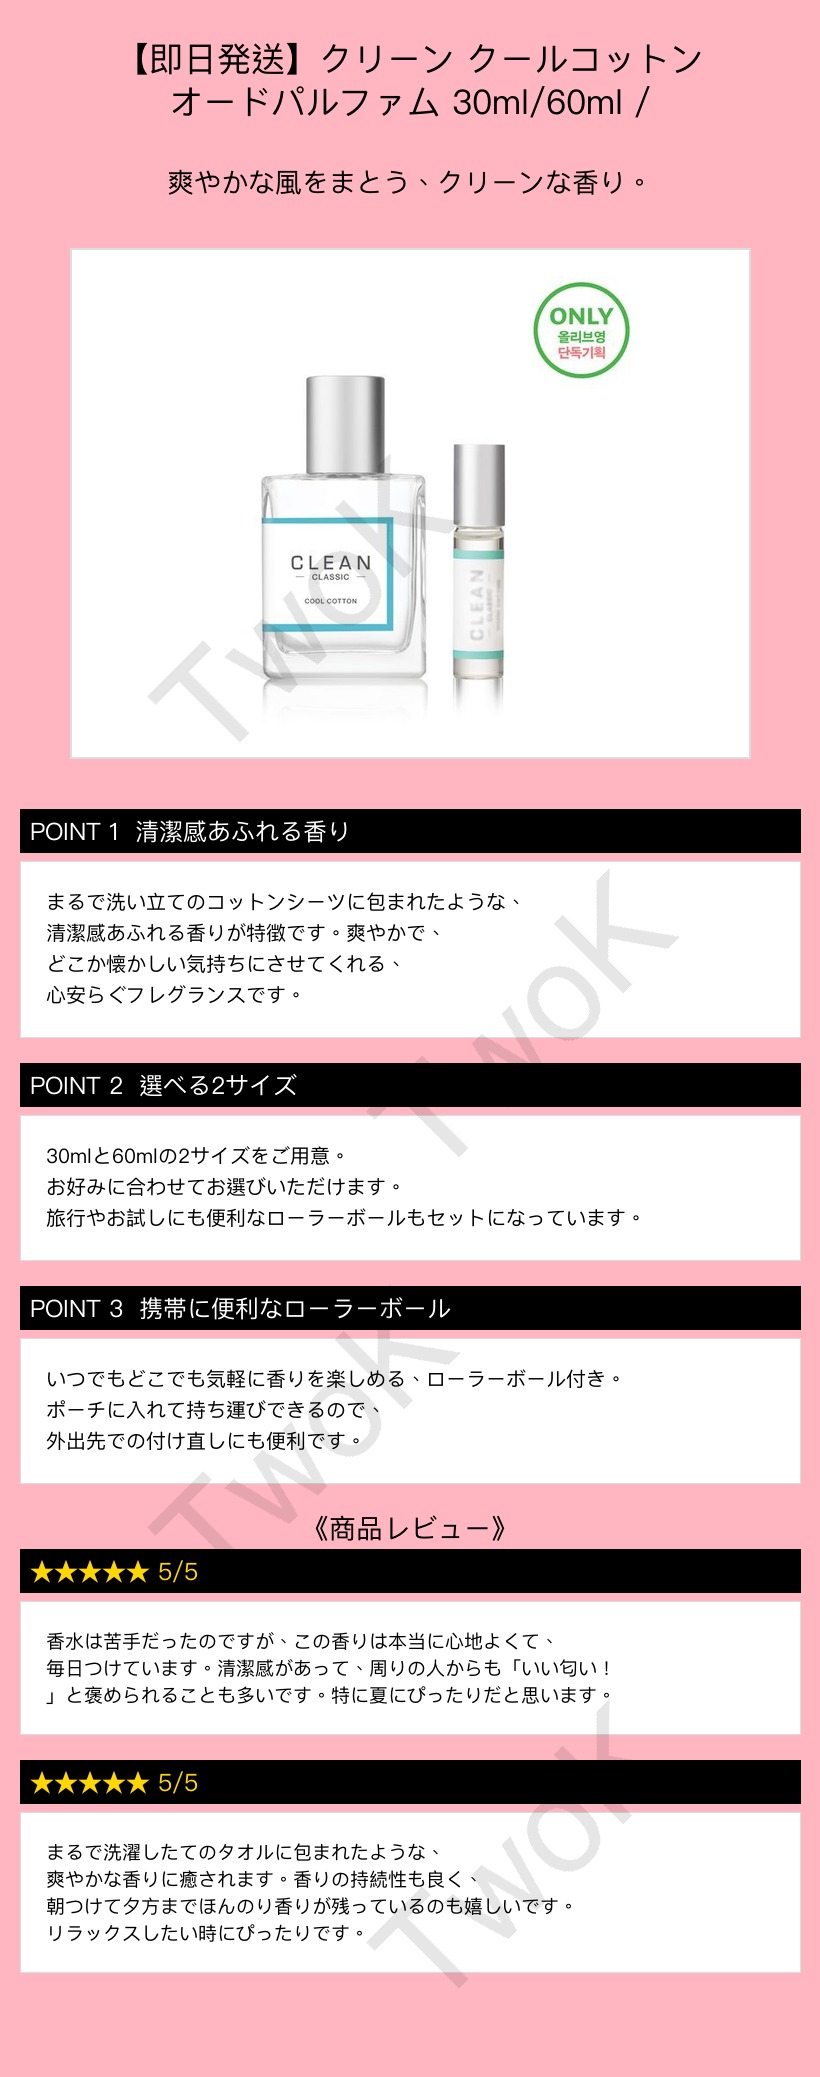 【即日発送】クリーン クールコットン
オードパルファム 30ml/60ml /
爽やかな風をまとう、クリーンな香り。
ONLY
올리브영
단독기획
CLEAN
CLASSIC
COOL COTTON
CLEAN
CLASSIC
TwoK
POINT 1 清潔感あふれる香り
まるで洗い立てのコットンシーツに包まれたような、
清潔感あふれる香りが特徴です。爽やかで、
どこか懐かしい気持ちにさせてくれる、
心安らぐフレグランスです。
TwoK
POINT 2 選べる2サイズ
30mlと60mlの2サイズをご用意。
お好みに合わせてお選びいただけます。
旅行やお試しにも便利なローラーボールもセットになっています。
POINT 3 携帯に便利なローラーボール
いつでもどこでも気軽に香りを楽しめる、ローラーボール付き。
ポーチに入れて持ち運びできるので、
外出先での付け直しにも便利です。
TwoK
《商品レビュー》
★★★★★ 5/5
香水は苦手だったのですが、この香りは本当に心地よくて、
毎日つけています。清潔感があって、周りの人からも「いい匂い！
」と褒められることも多いです。特に夏にぴったりだと思います。
★★★★★ 5/5
まるで洗濯したてのタオルに包まれたような、
爽やかな香りに癒されます。香りの持続性も良く、
朝つけて夕方までほんのり香りが残っているのも嬉しいです。
リラックスしたい時にぴったりです。
TwoK